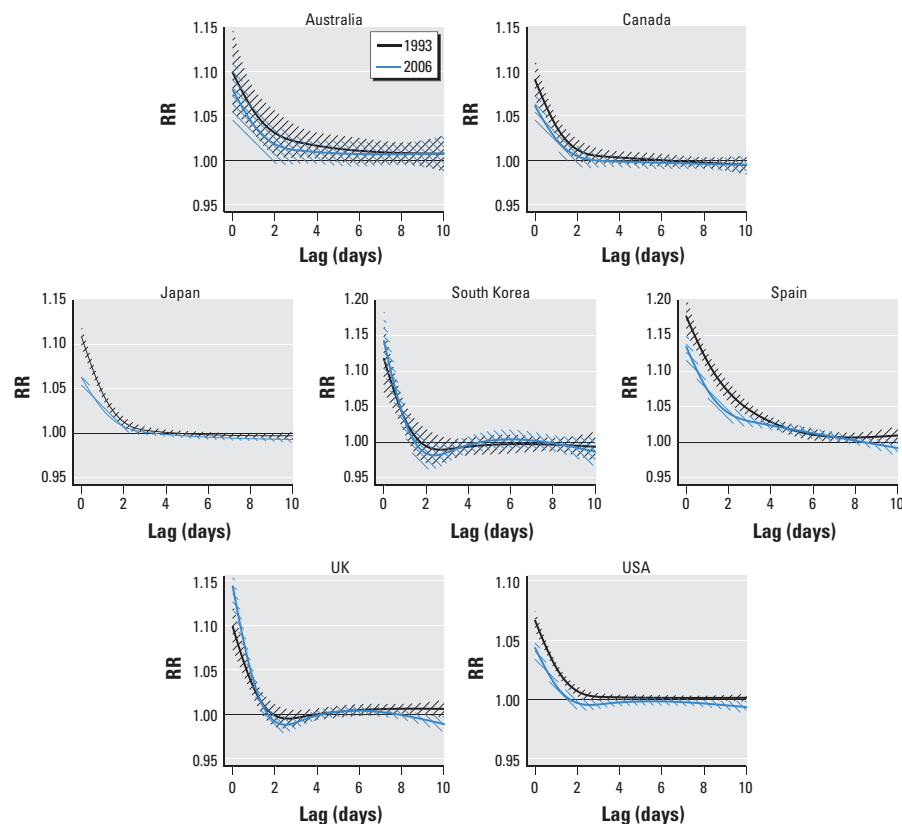 Australia
Canada
1.15
1.10
1.05
1.00
0.95
RR
1993
2006
0 2 4 6 8 10
Lag (days)
1.15
1.10
1.05
1.00
0.95
RR
0 2 4 6 8 10
Lag (days)
Japan
South Korea
Spain
1.15
1.10
1.05
1.00
0.95
RR
0 2 4 6 8 10
Lag (days)
1.20
1.15
1.10
1.05
1.00
0.95
RR
0 2 4 6 8 10
Lag (days)
1.20
1.15
1.10
1.05
1.00
0.95
RR
0 2 4 6 8 10
Lag (days)
UK
USA
1.15
1.10
1.05
1.00
0.95
RR
0 2 4 6 8 10
Lag (days)
1.10
1.05
1.00
0.95
RR
0 2 4 6 8 10
Lag (days)